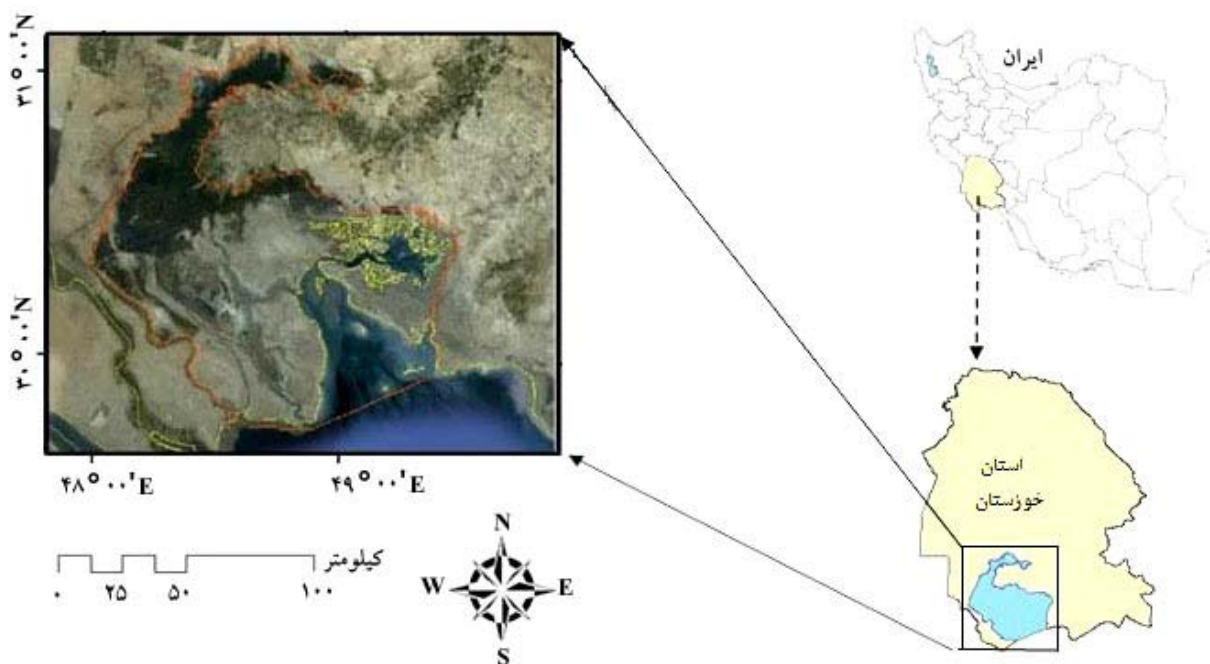 ۳۱°۰۰'N
۳۰°۰۰'N
۴۸°۰۰'E
۴۹°۰۰'E
کیلومتر
۰ ۲۵ ۵۰ ۱۰۰
N
W E
S
ایران
استان
خوزستان